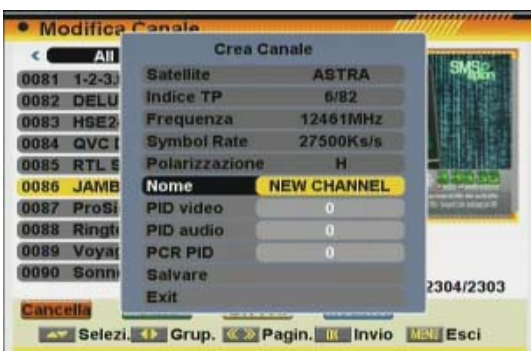 Modifica Canale
All
Crea Canale
Satellite ASTRA
Indice TP 6/82
Frequenza 12461MHz
Symbol Rate 27500Ks/s
Polarizzazione H
Nome NEW CHANNEL
PID video 0
PID audio 0
PCR PID 0
Salvare
Exit
0081 1-2-3.
0082 DELU
0083 HSE2
0084 QVC
0085 RTL S
0086 JAMB
0087 ProSi
0088 Ringt
0089 Voya
0090 Sonn
SMS
2304/2303
Cancella
Selezi. Grup. Pagin. OK Invio MENU Esci